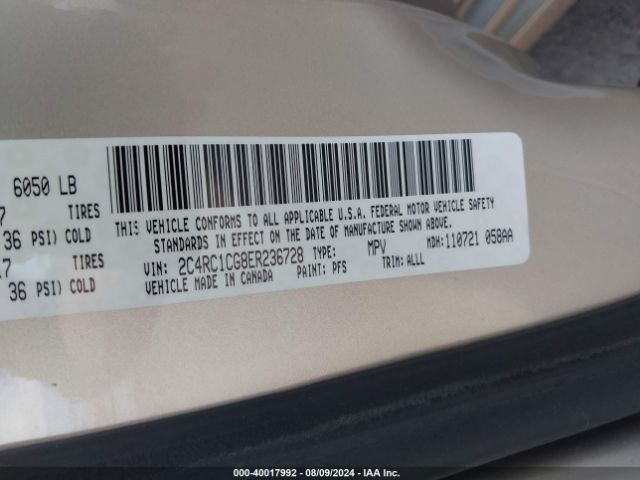 6050 LB
7 TIRES
36 PSI) COLD
17 TIRES
36 PSI) COLD
THIS VEHICLE CONFORMS TO ALL APPLICABLE U.S.A. FEDERAL MOTOR VEHICLE SAFETY
STANDARDS IN EFFECT ON THE DATE OF MANUFACTURE SHOWN ABOVE.
VIN: 2C4RC1CG8ER236728 TYPE: MPV MDH:110721 058AA
VEHICLE MADE IN CANADA PAINT: PFS TRIM: ALLL
000-40017992 - 08/09/2024 - IAA Inc.